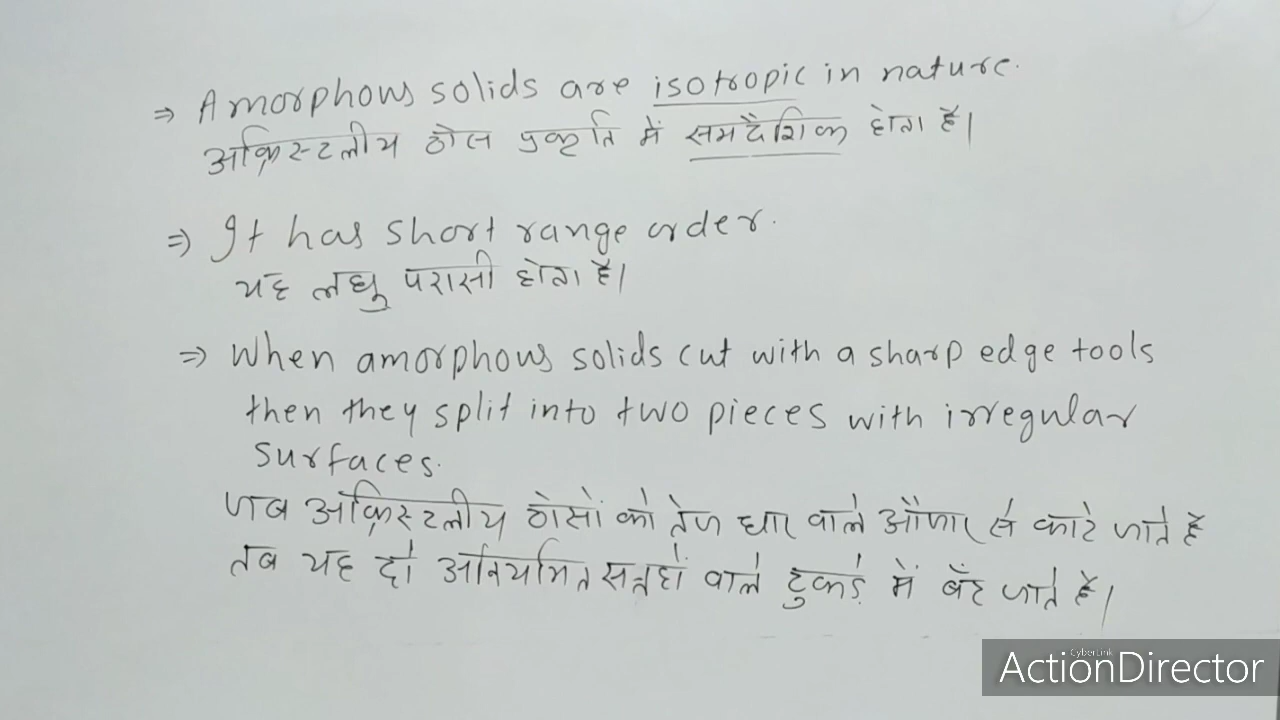 ⇒ Amorphous solids are isotropic in nature.
अक्रिस्टलीय ठोस प्रकृति में समदैशिक होता है।
⇒ It has short range order.
यह लघु परासी होता है।
⇒ When amorphous solids cut with a sharp edge tools
then they split into two pieces with irregular
surfaces.
जब अक्रिस्टलीय ठोसों को तेज धार वाले औजार से काटे जाते हैं
तब यह दो अनियमित सतहों वाले टुकड़े में बँट जाते हैं।
CyberLink
ActionDirector